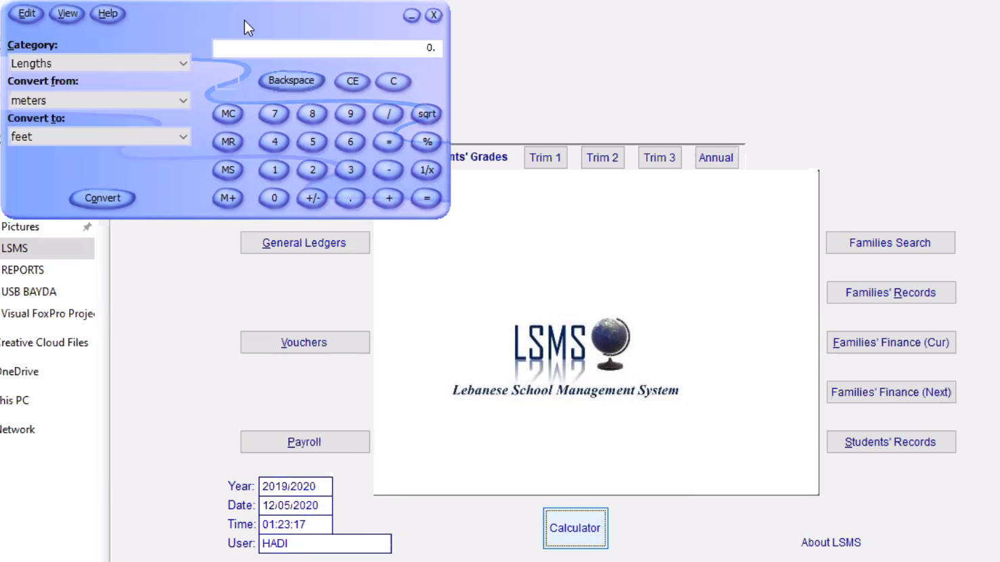 Edit View Help _ X
Category:
0.
Lengths
Convert from:
Backspace CE C
meters
MC 7 8 9 / sqrt
Convert to:
feet
MR 4 5 6 * %
MS 1 2 3 - 1/x
Convert
M+ 0 +/- . + =
nts' Grades Trim 1 Trim 2 Trim 3 Annual
Pictures
LSMS
REPORTS
USB BAYDA
Visual FoxPro Proje
reative Cloud Files
neDrive
his PC
etwork
General Ledgers
Vouchers
Payroll
LSMS
Lebanese School Management System
Families Search
Families' Records
Families' Finance (Cur)
Families' Finance (Next)
Students' Records
Year: 2019/2020
Date: 12/05/2020
Time: 01:23:17
User: HADI
Calculator
About LSMS